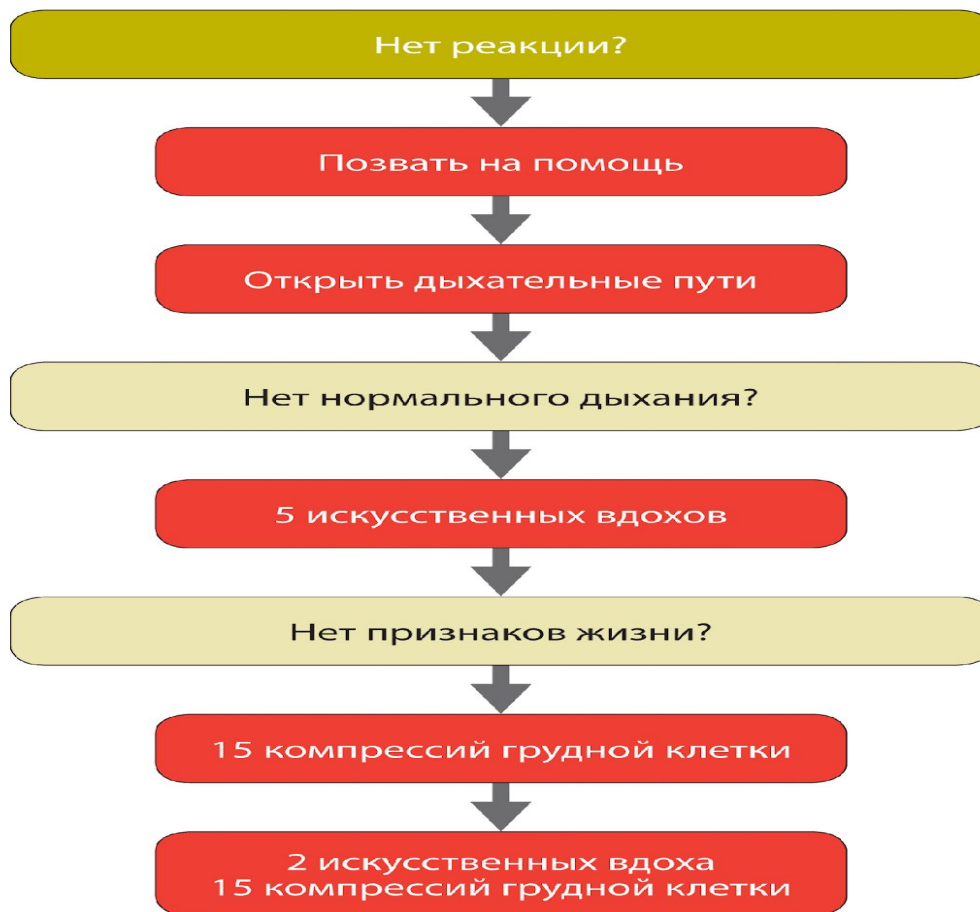 Нет реакции?
Позвать на помощь
Открыть дыхательные пути
Нет нормального дыхания?
5 искусственных вдохов
Нет признаков жизни?
15 компрессий грудной клетки
2 искусственных вдоха
15 компрессий грудной клетки